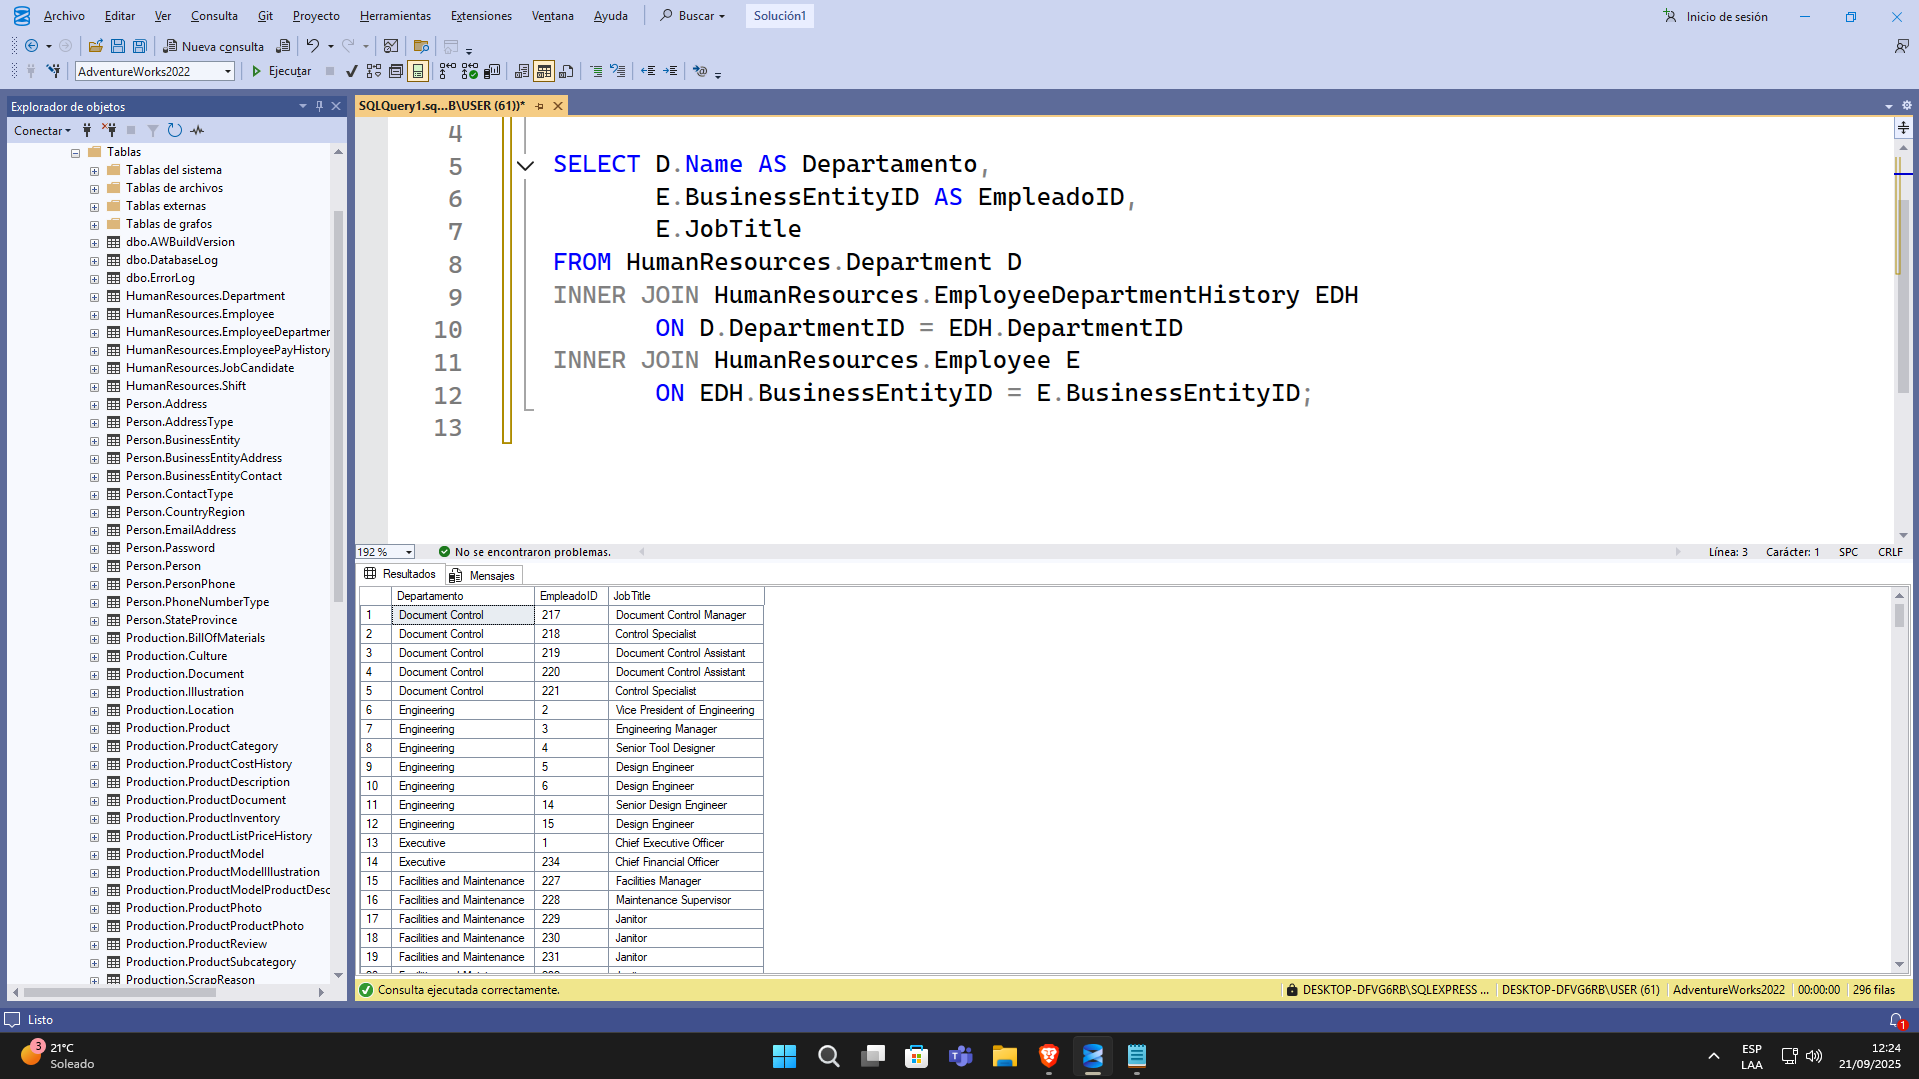 Archivo Editar Ver Consulta Git Proyecto Herramientas Extensiones Ventana Ayuda Buscar Solución1 Inicio de sesión
Nueva consulta
AdventureWorks2022 Ejecutar
Explorador de objetos
Conectar
Tablas
Tablas del sistema
Tablas de archivos
Tablas externas
Tablas de grafos
dbo.AWBuildVersion
dbo.DatabaseLog
dbo.ErrorLog
HumanResources.Department
HumanResources.Employee
HumanResources.EmployeeDepartmer
HumanResources.EmployeePayHistory
HumanResources.JobCandidate
HumanResources.Shift
Person.Address
Person.AddressType
Person.BusinessEntity
Person.BusinessEntityAddress
Person.BusinessEntityContact
Person.ContactType
Person.CountryRegion
Person.EmailAddress
Person.Password
Person.Person
Person.PersonPhone
Person.PhoneNumberType
Person.StateProvince
Production.BillOfMaterials
Production.Culture
Production.Document
Production.Illustration
Production.Location
Production.Product
Production.ProductCategory
Production.ProductCostHistory
Production.ProductDescription
Production.ProductDocument
Production.ProductInventory
Production.ProductListPriceHistory
Production.ProductModel
Production.ProductModelIllustration
Production.ProductModelProductDesc
Production.ProductPhoto
Production.ProductProductPhoto
Production.ProductReview
Production.ProductSubcategory
Production.ScrapReason
SQLQuery1.sq...B\USER (61))*
4
5 SELECT D.Name AS Departamento,
6 E.BusinessEntityID AS EmpleadoID,
7 E.JobTitle
8 FROM HumanResources.Department D
9 INNER JOIN HumanResources.EmployeeDepartmentHistory EDH
10 ON D.DepartmentID = EDH.DepartmentID
11 INNER JOIN HumanResources.Employee E
12 ON EDH.BusinessEntityID = E.BusinessEntityID;
13
192 % No se encontraron problemas. Línea: 3 Carácter: 1 SPC CRLF
Resultados Mensajes
Departamento EmpleadoID JobTitle
1 Document Control 217 Document Control Manager
2 Document Control 218 Control Specialist
3 Document Control 219 Document Control Assistant
4 Document Control 220 Document Control Assistant
5 Document Control 221 Control Specialist
6 Engineering 2 Vice President of Engineering
7 Engineering 3 Engineering Manager
8 Engineering 4 Senior Tool Designer
9 Engineering 5 Design Engineer
10 Engineering 6 Design Engineer
11 Engineering 14 Senior Design Engineer
12 Engineering 15 Design Engineer
13 Executive 1 Chief Executive Officer
14 Executive 234 Chief Financial Officer
15 Facilities and Maintenance 227 Facilities Manager
16 Facilities and Maintenance 228 Maintenance Supervisor
17 Facilities and Maintenance 229 Janitor
18 Facilities and Maintenance 230 Janitor
19 Facilities and Maintenance 231 Janitor
Consulta ejecutada correctamente. DESKTOP-DFVG6RB\SQLEXPRESS ... DESKTOP-DFVG6RB\USER (61) AdventureWorks2022 00:00:00 296 filas
Listo 1
3 21°C
Soleado
ESP
LAA
12:24
21/09/2025